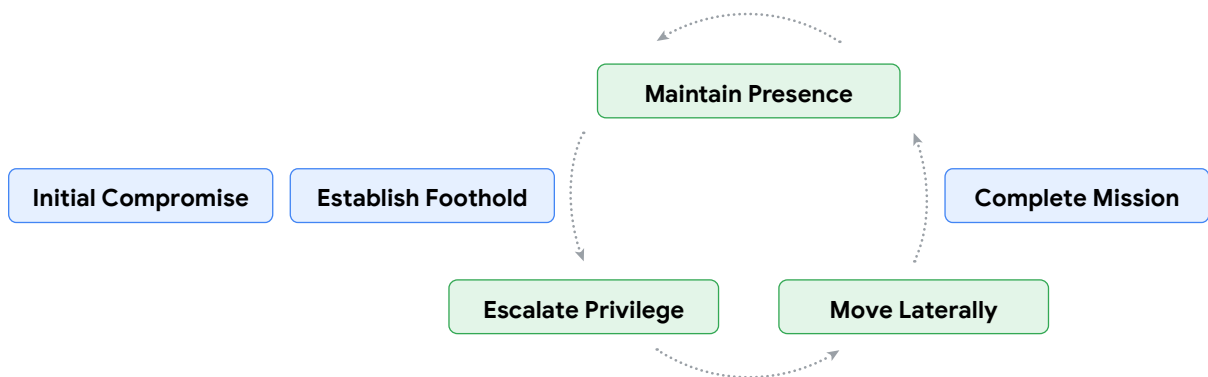 Maintain Presence
Initial Compromise
Establish Foothold
Complete Mission
Escalate Privilege
Move Laterally